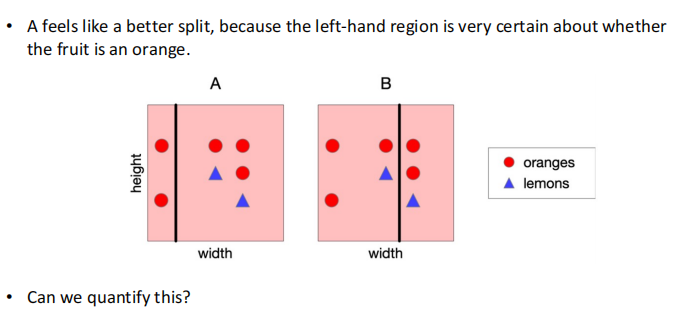 • A feels like a better split, because the left-hand region is very certain about whether
the fruit is an orange.
A
B
height
oranges
lemons
width
width
• Can we quantify this?